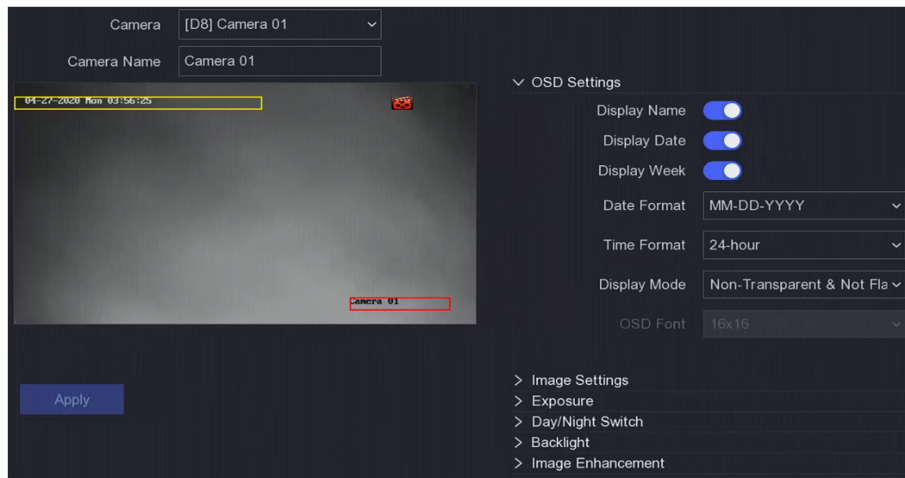 Camera [D8] Camera 01
Camera Name Camera 01
04-27-2020 Mon 03:56:25
Camera 01
Apply
OSD Settings
Display Name
Display Date
Display Week
Date Format MM-DD-YYYY
Time Format 24-hour
Display Mode Non-Transparent & Not Fla
OSD Font 16x16
Image Settings
Exposure
Day/Night Switch
Backlight
Image Enhancement